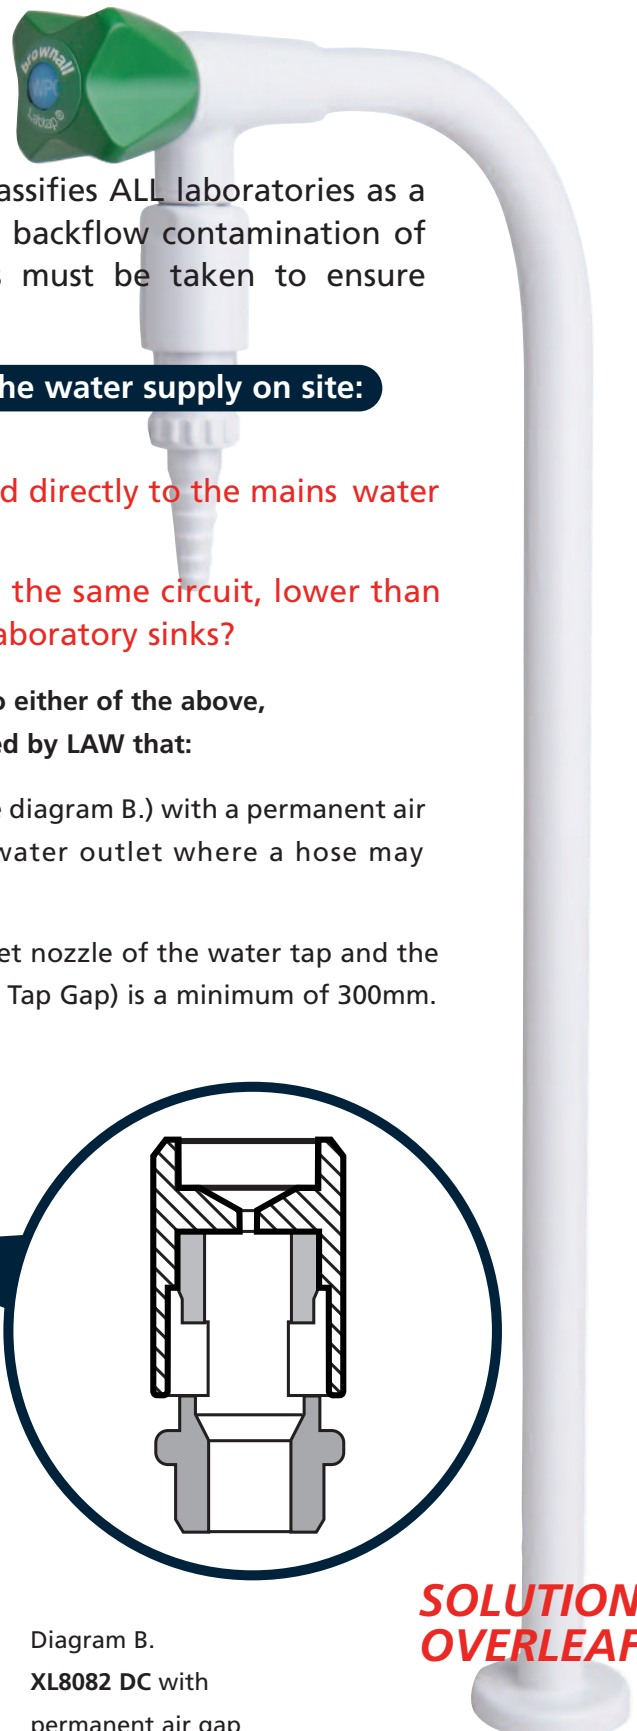 brownall
WPC
Labtap®
assifies ALL laboratories as a
backflow contamination of
s must be taken to ensure
he water supply on site:
d directly to the mains water
the same circuit, lower than
aboratory sinks?
o either of the above,
ed by LAW that:
e diagram B.) with a permanent air
water outlet where a hose may
et nozzle of the water tap and the
Tap Gap) is a minimum of 300mm.
Diagram B.
XL8082 DC with
permanent air gap
SOLUTION
OVERLEAF